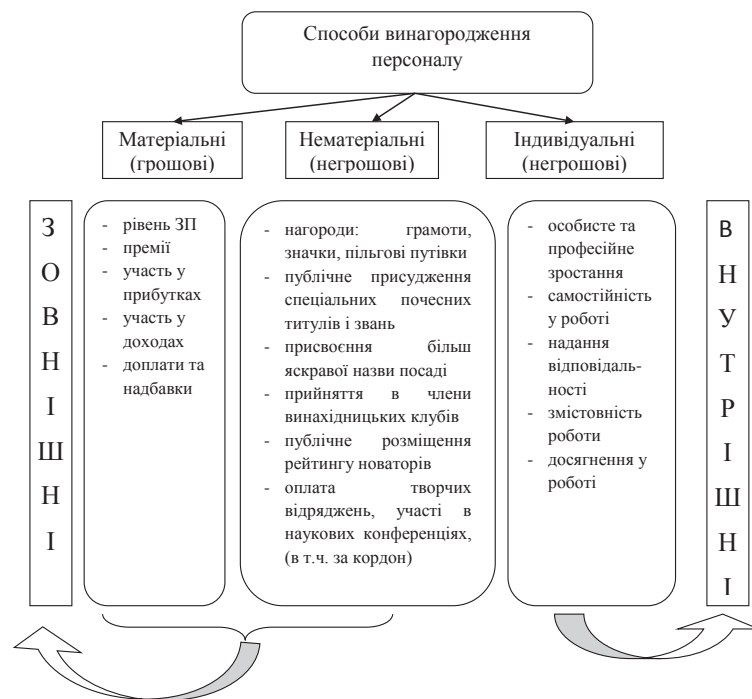 Способи винагородження
персоналу
Матеріальні
(грошові)
Нематеріальні
(негрошові)
Індивідуальні
(негрошові)
З
О
В
Н
І
Ш
Н
І
- рівень ЗП
- премії
- участь у
прибутках
- участь у
доходах
- доплати та
надбавки
- нагороди: грамоти,
значки, пільгові путівки
- публічне присудження
спеціальних почесних
титулів і звань
- присвоєння більш
яскравої назви посаді
- прийняття в члени
винахідницьких клубів
- публічне розміщення
рейтингу новаторів
- оплата творчих
відряджень, участі в
наукових конференціях,
(в т.ч. за кордон)
- особисте та
професійне
зростання
- самостійність
у роботі
- надання
відповідаль-
ності
- змістовність
роботи
- досягнення у
роботі
В
Н
У
Т
Р
І
Ш
Н
І